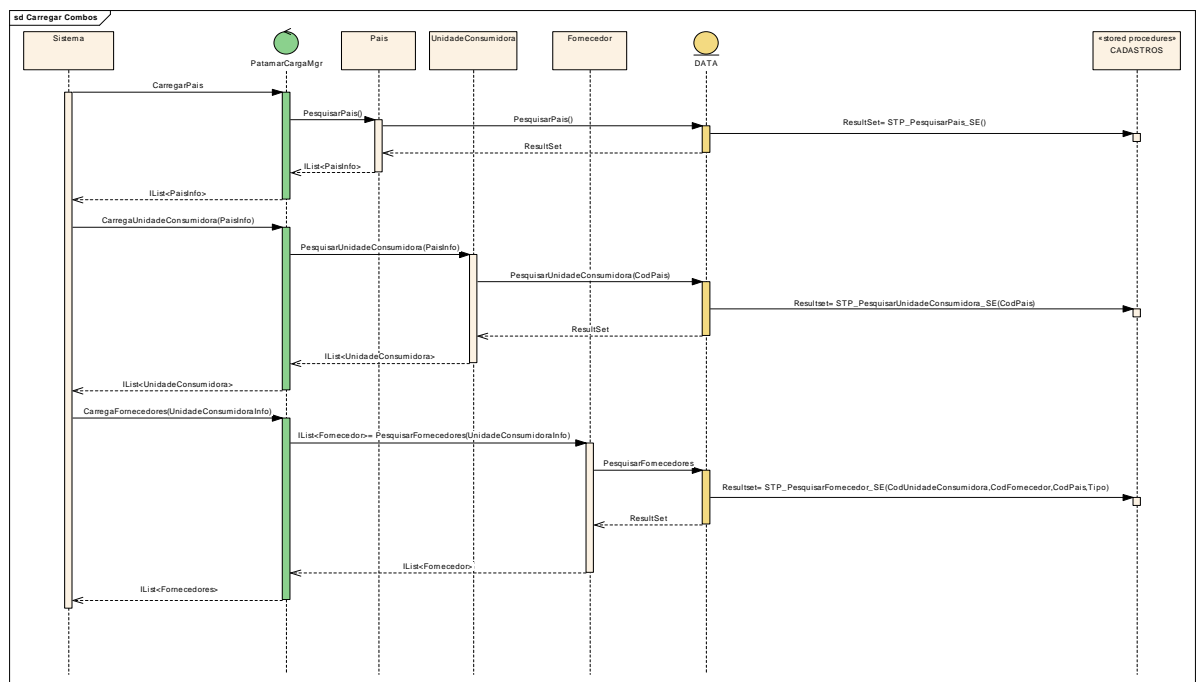 sd Carregar Combos
Sistema
PatamarCargaMgr
Pais
UnidadeConsumidora
Fornecedor
DATA
«stored procedures»
CADASTROS
CarregarPais
PesquisarPais()
PesquisarPais()
ResultSet= STP_PesquisarPais_SE()
ResultSet
IList<PaisInfo>
IList<PaisInfo>
CarregaUnidadeConsumidora(PaisInfo)
PesquisarUnidadeConsumidora(PaisInfo)
PesquisarUnidadeConsumidora(CodPais)
Resultset= STP_PesquisarUnidadeConsumidora_SE(CodPais)
ResultSet
IList<UnidadeConsumidora>
IList<UnidadeConsumidora>
CarregaFornecedores(UnidadeConsumidoraInfo)
IList<Fornecedor>= PesquisarFornecedores(UnidadeConsumidoraInfo)
PesquisarFornecedores
Resultset= STP_PesquisarFornecedor_SE(CodUnidadeConsumidora,CodFornecedor,CodPais,Tipo)
ResultSet
IList<Fornecedor>
IList<Fornecedores>